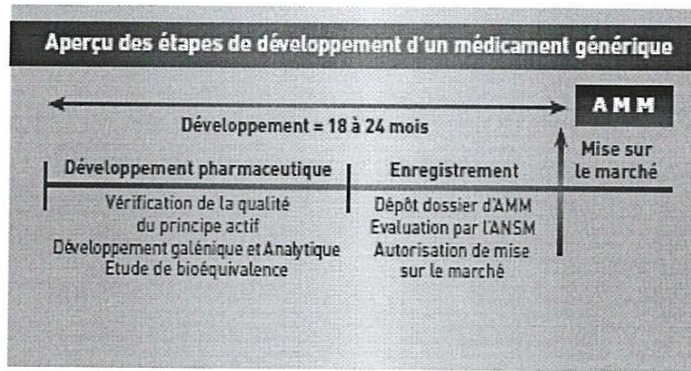 Aperçu des étapes de développement d'un médicament générique
AMM
Développement = 18 à 24 mois
Mise sur
le marché
Développement pharmaceutique
Vérification de la qualité
du principe actif
Développement galénique et Analytique
Etude de bioéquivalence
Enregistrement
Dépôt dossier d'AMM
Evaluation par l'ANSM
Autorisation de mise
sur le marché